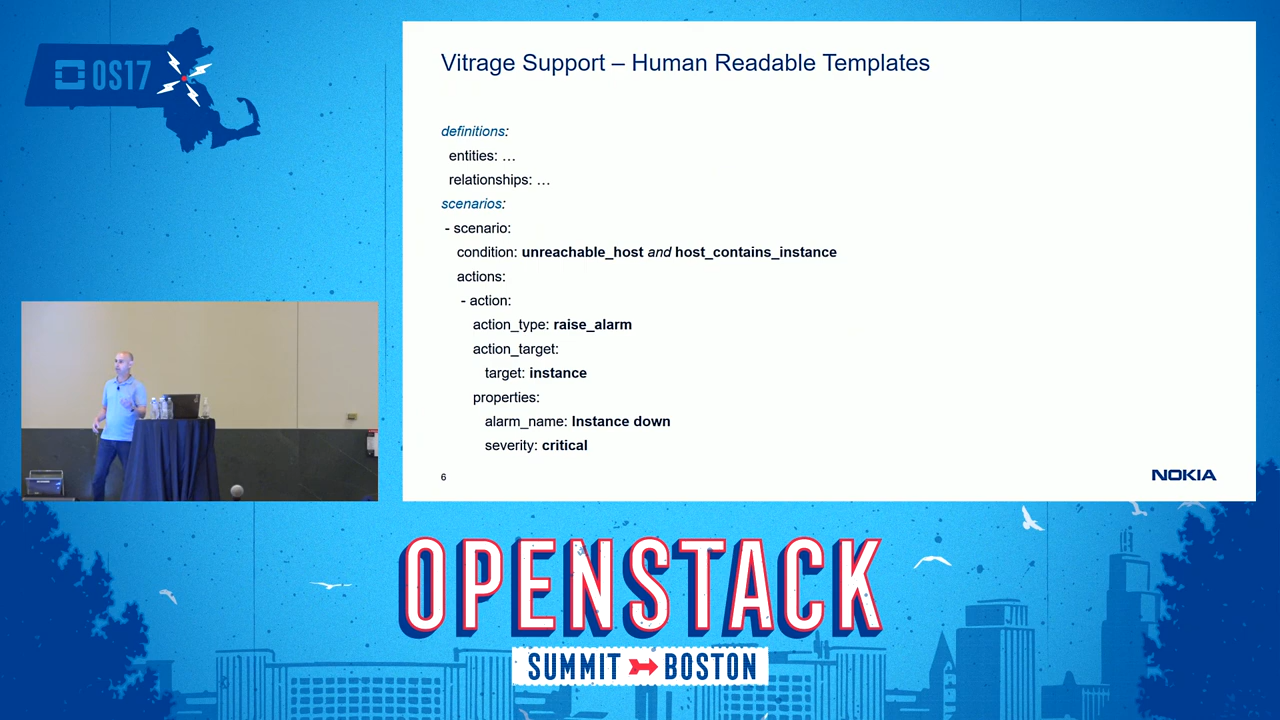 OS17
Vitrage Support – Human Readable Templates
definitions:
entities: …
relationships: …
scenarios:
- scenario:
condition: unreachable_host and host_contains_instance
actions:
- action:
action_type: raise_alarm
action_target:
target: instance
properties:
alarm_name: Instance down
severity: critical
6
NOKIA
OPENSTACK
SUMMIT BOSTON